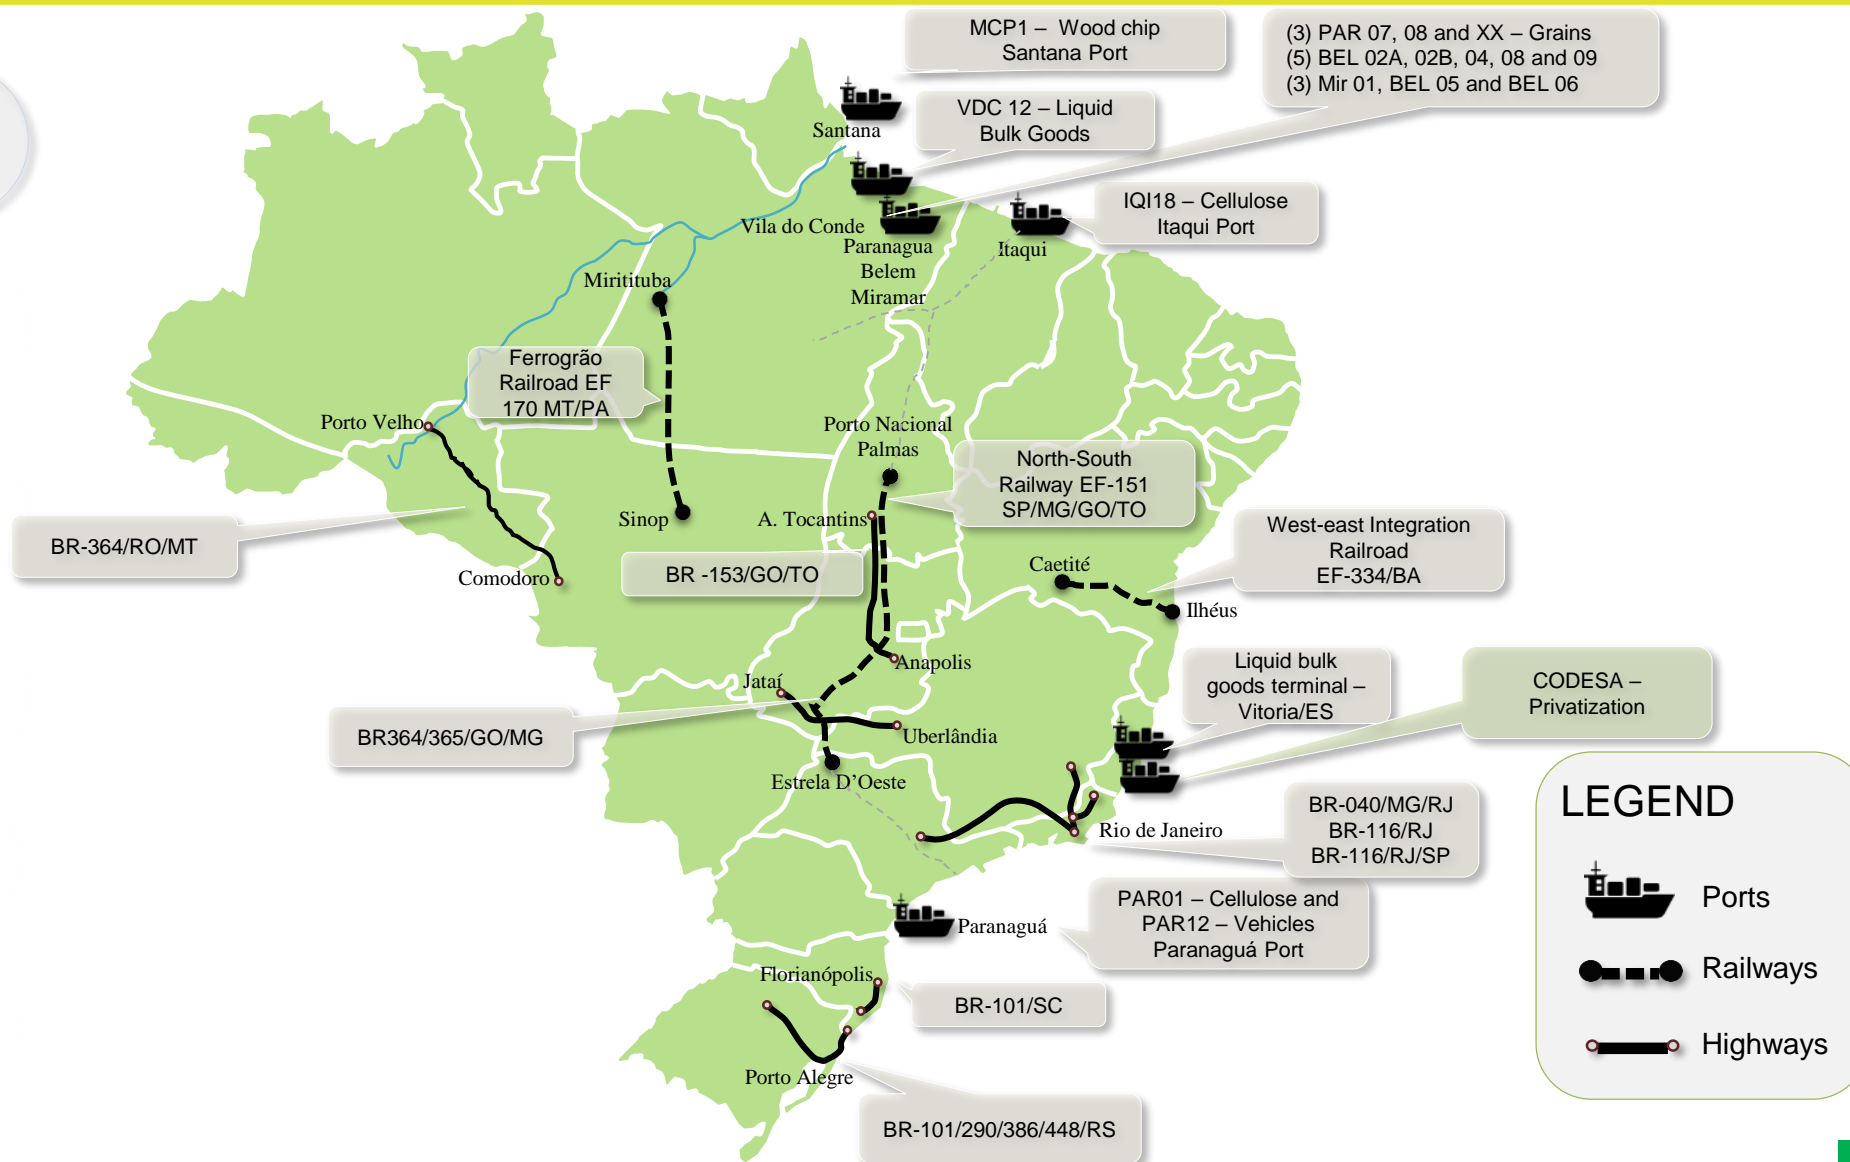 MCP1 – Wood chip
Santana Port
(3) PAR 07, 08 and XX – Grains
(5) BEL 02A, 02B, 04, 08 and 09
(3) Mir 01, BEL 05 and BEL 06
VDC 12 – Liquid
Bulk Goods
Santana
IQI18 – Cellulose
Itaqui Port
Vila do Conde
Paranagua
Belem
Miramar
Itaqui
Miritituba
Ferrogrão
Railroad EF
170 MT/PA
Porto Velho
Porto Nacional
Palmas
North-South
Railway EF-151
SP/MG/GO/TO
Sinop
A. Tocantins
BR-364/RO/MT
West-east Integration
Railroad
EF-334/BA
Comodoro
BR -153/GO/TO
Caetité
Ilhéus
Anapolis
Jataí
Liquid bulk
goods terminal –
Vitoria/ES
CODESA –
Privatization
BR364/365/GO/MG
Uberlândia
Estrela D’Oeste
Rio de Janeiro
BR-040/MG/RJ
BR-116/RJ
BR-116/RJ/SP
LEGEND
Ports
Railways
Highways
Paranaguá
PAR01 – Cellulose and
PAR12 – Vehicles
Paranaguá Port
Florianópolis
BR-101/SC
Porto Alegre
BR-101/290/386/448/RS